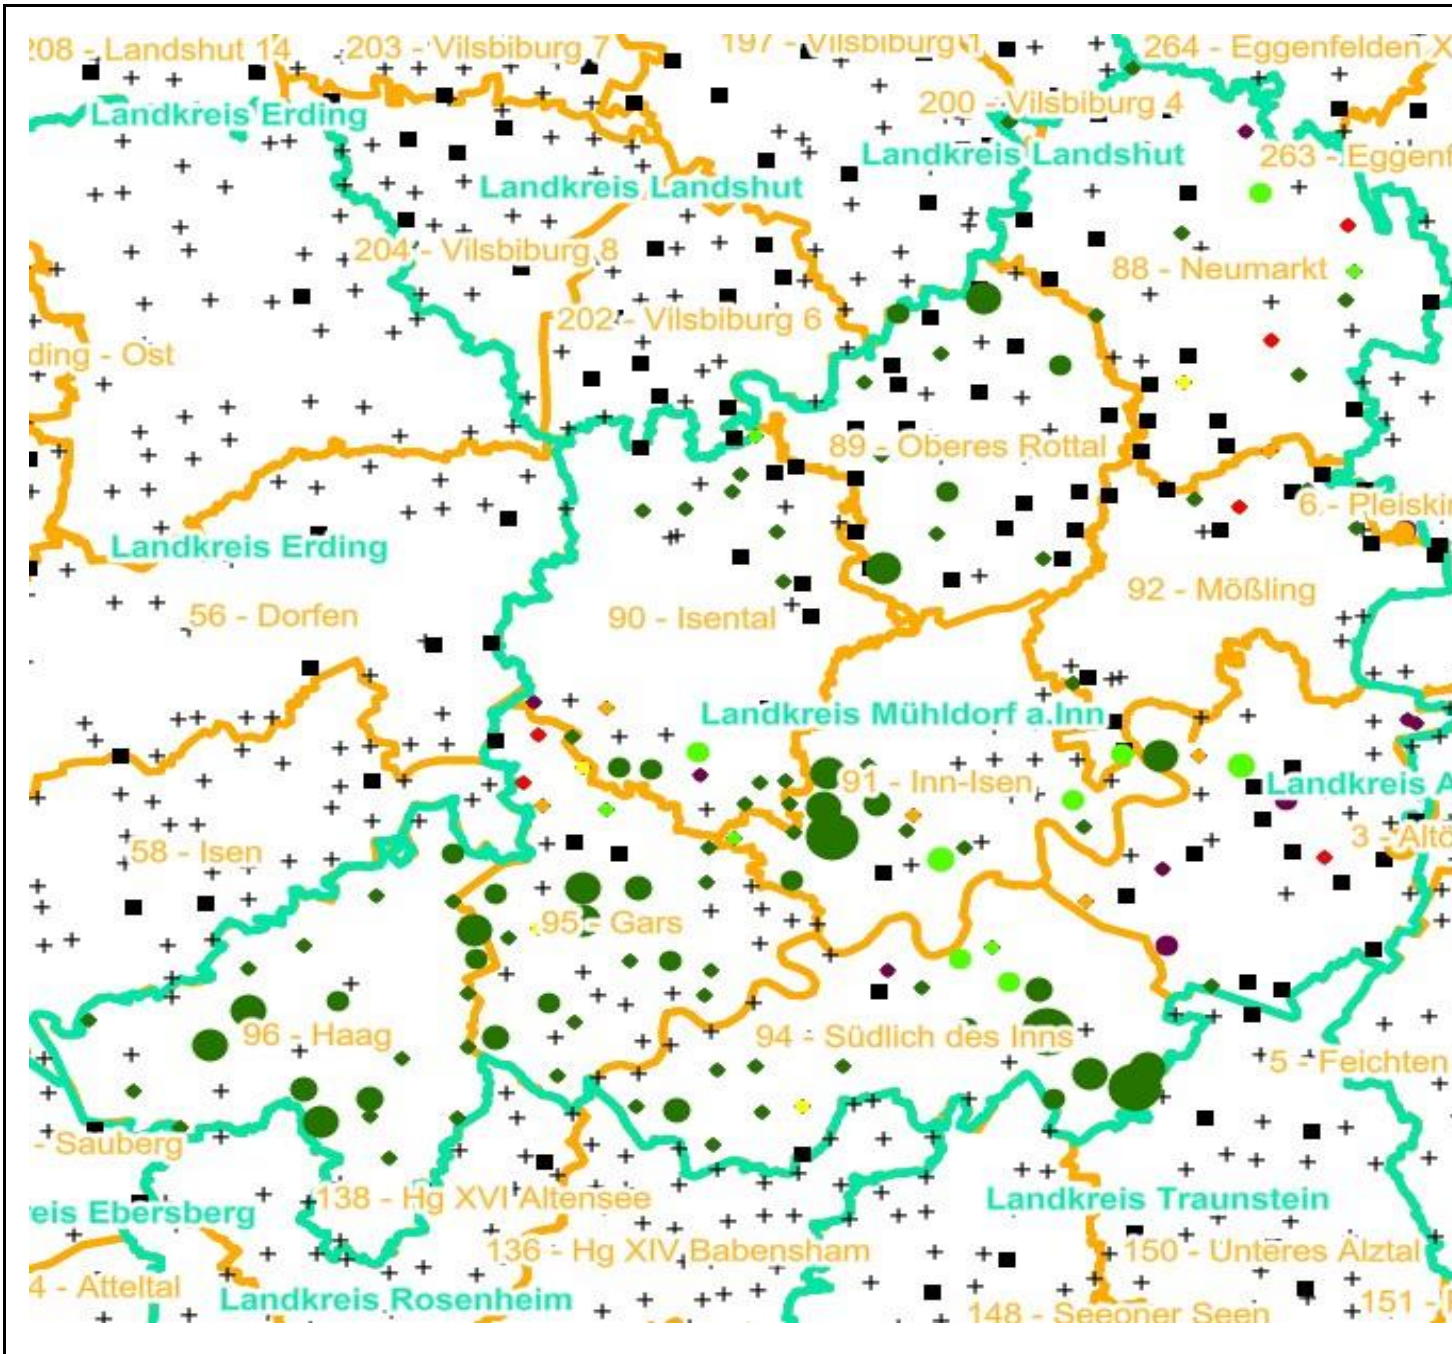 208 - Landshut 14
203 - Vilsbiburg 7
197 - Vilsbiburg 1
264 - Eggenfelden X
Landkreis Erding
200 - Vilsbiburg 4
Landkreis Landshut
263 - Eggenf
Landkreis Landshut
204 - Vilsbiburg 8
88 - Neumarkt
202 - Vilsbiburg 6
ding - Ost
89 - Oberes Rottal
6 - Pleiskir
Landkreis Erding
56 - Dorfen
90 - Isental
92 - Mößling
Landkreis Mühldorf a.Inn
91 - Inn-Isen
Landkreis A
58 - Isen
3 - Altö
95 - Gars
96 - Haag
94 - Südlich des Inns
5 - Feichten
- Sauberg
138 - Hg XVI Altensee
Landkreis Traunstein
eis Ebersberg
136 - Hg XIV Babensham
150 - Unteres Alztal
4 - Atteltal
Landkreis Rosenheim
148 - Seeoner Seen
151 -